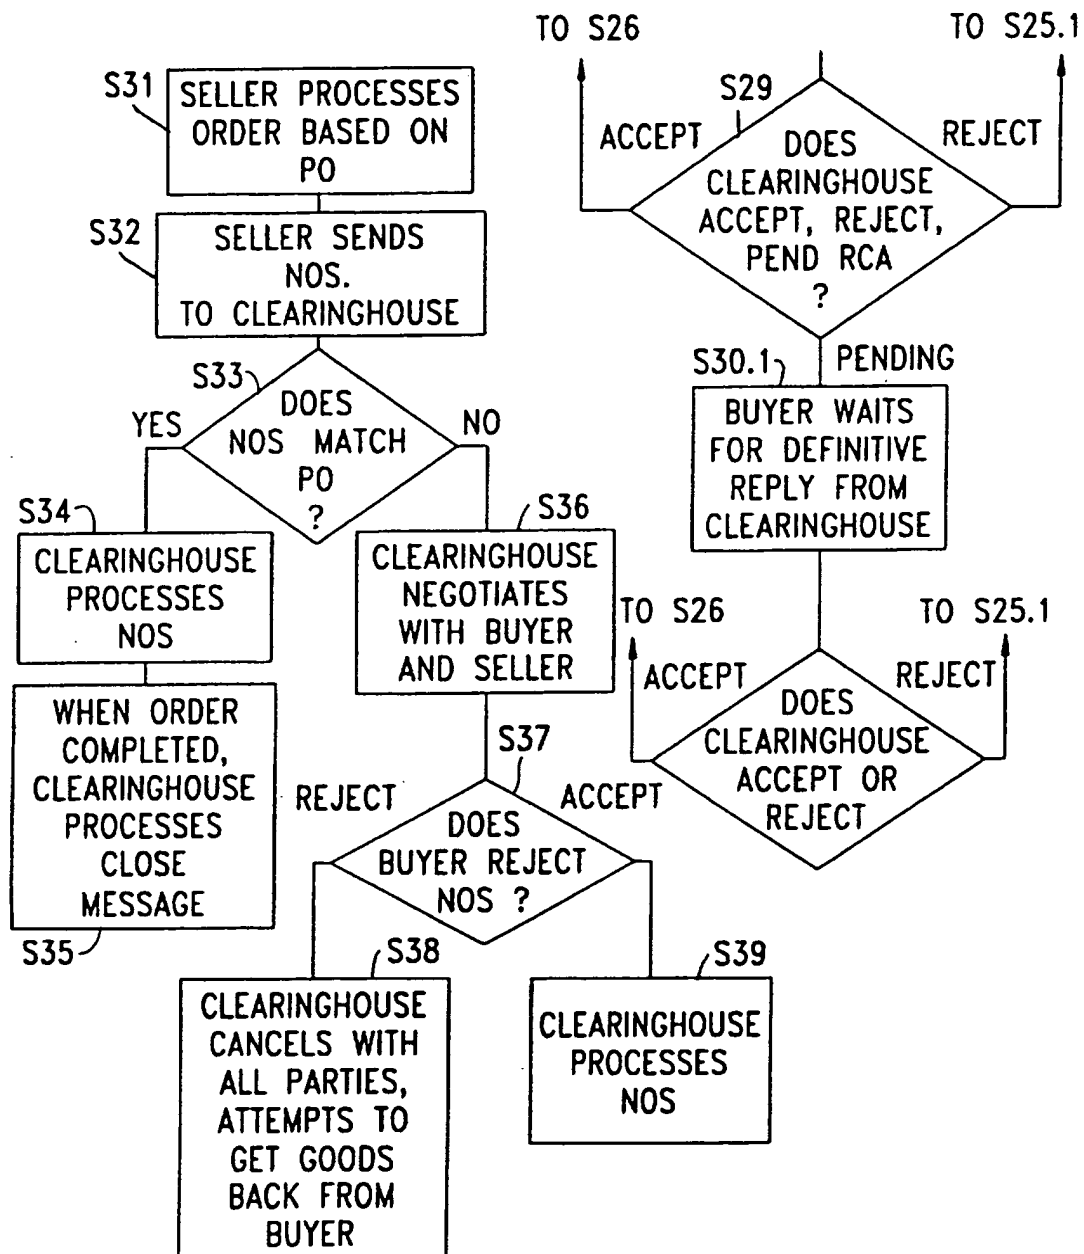 S31
SELLER PROCESSES
ORDER BASED ON
PO
S32
SELLER SENDS
NOS.
TO CLEARINGHOUSE
S33
DOES
NOS MATCH
PO
?
YES
NO
S34
CLEARINGHOUSE
PROCESSES
NOS
WHEN ORDER
COMPLETED,
CLEARINGHOUSE
PROCESSES
CLOSE
MESSAGE
S35
S36
CLEARINGHOUSE
NEGOTIATES
WITH BUYER
AND SELLER
S37
REJECT
ACCEPT
DOES
BUYER REJECT
NOS ?
S38
CLEARINGHOUSE
CANCELS WITH
ALL PARTIES,
ATTEMPTS TO
GET GOODS
BACK FROM
BUYER
S39
CLEARINGHOUSE
PROCESSES
NOS
TO S26
TO S25.1
S29
ACCEPT
REJECT
DOES
CLEARINGHOUSE
ACCEPT, REJECT,
PEND RCA
?
S30.1
PENDING
BUYER WAITS
FOR DEFINITIVE
REPLY FROM
CLEARINGHOUSE
TO S26
TO S25.1
ACCEPT
REJECT
DOES
CLEARINGHOUSE
ACCEPT OR
REJECT